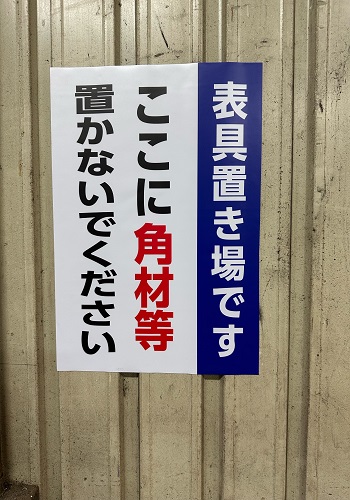 表具置き場です
ここに角材等
置かないでください